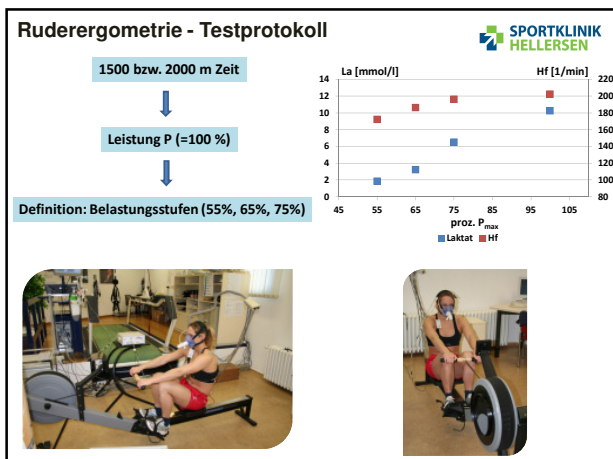 Ruderergometrie - Testprotokoll
SPORTKLINIK
HELLERSEN
1500 bzw. 2000 m Zeit
Leistung P (=100 %)
Definition: Belastungsstufen (55%, 65%, 75%)
La [mmol/l]
Hf [1/min]
14
12
10
8
6
4
2
0
220
200
180
160
140
120
100
80
45
55
65
75
85
95
105
proz. Pmax
Laktat
Hf